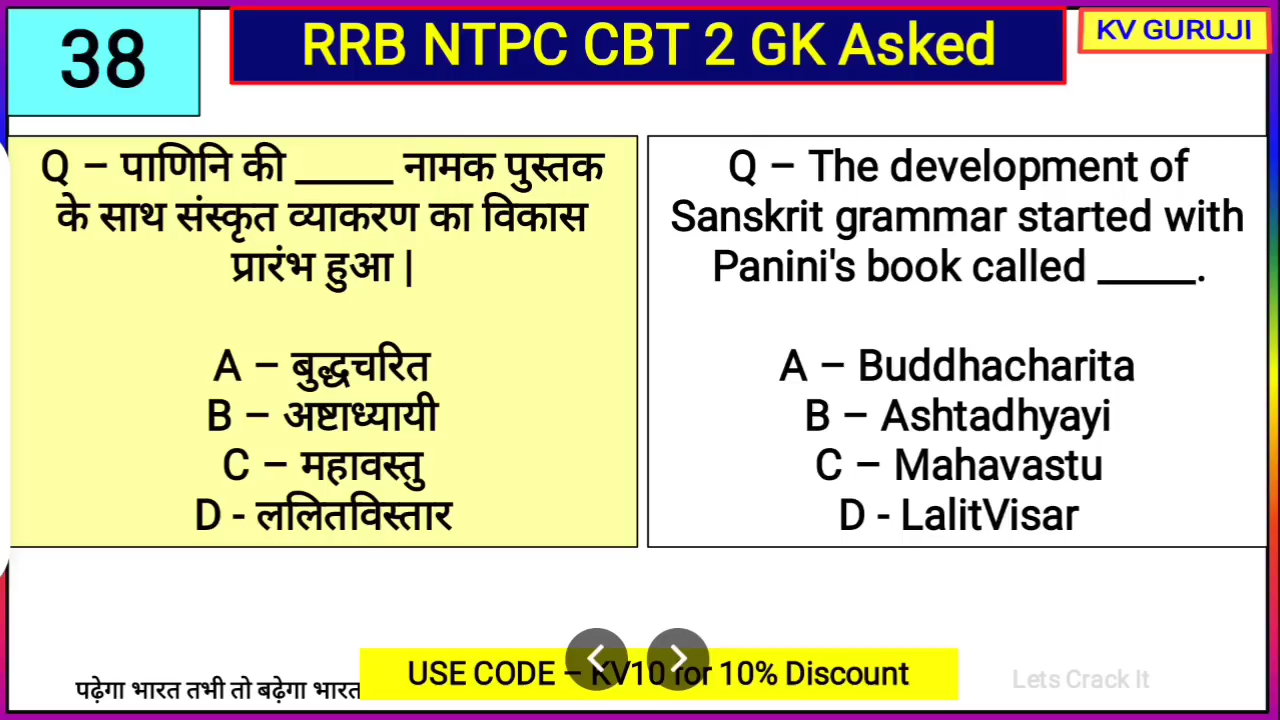 38
RRB NTPC CBT 2 GK Asked
KV GURUJI
Q – पाणिनि की _____ नामक पुस्तक
के साथ संस्कृत व्याकरण का विकास
प्रारंभ हुआ |
A – बुद्धचरित
B – अष्टाध्यायी
C – महावस्तु
D - ललितविस्तार
Q – The development of
Sanskrit grammar started with
Panini's book called _____.
A – Buddhacharita
B – Ashtadhyayi
C – Mahavastu
D - LalitVisar
USE CODE – KV10 for 10% Discount
पढ़ेगा भारत तभी तो बढ़ेगा भारत
Lets Crack It